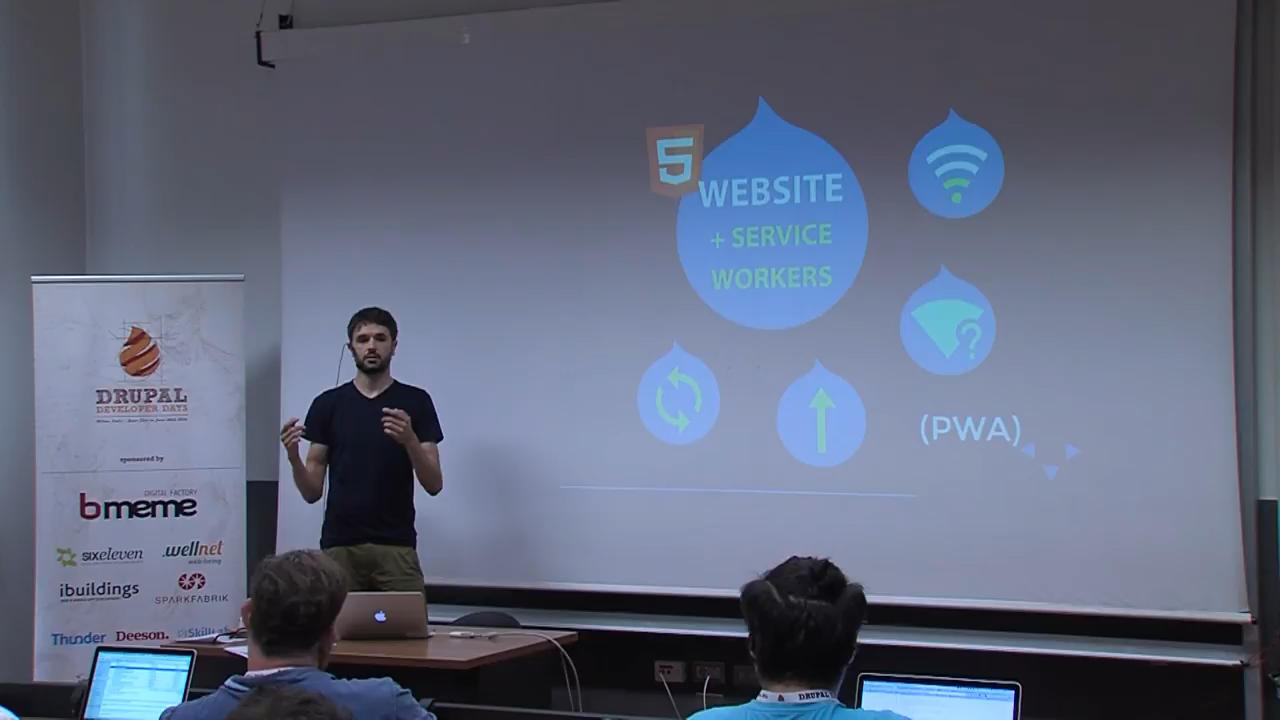 5
WEBSITE
+ SERVICE
WORKERS
?
(PWA)
DRUPAL
DEVELOPER DAYS
sponsored by
DIGITAL FACTORY
bmeme
sixeleven
.wellnet
ibuildings
SPARKFABRIK
Thunder
Deeson.
DRUPAL